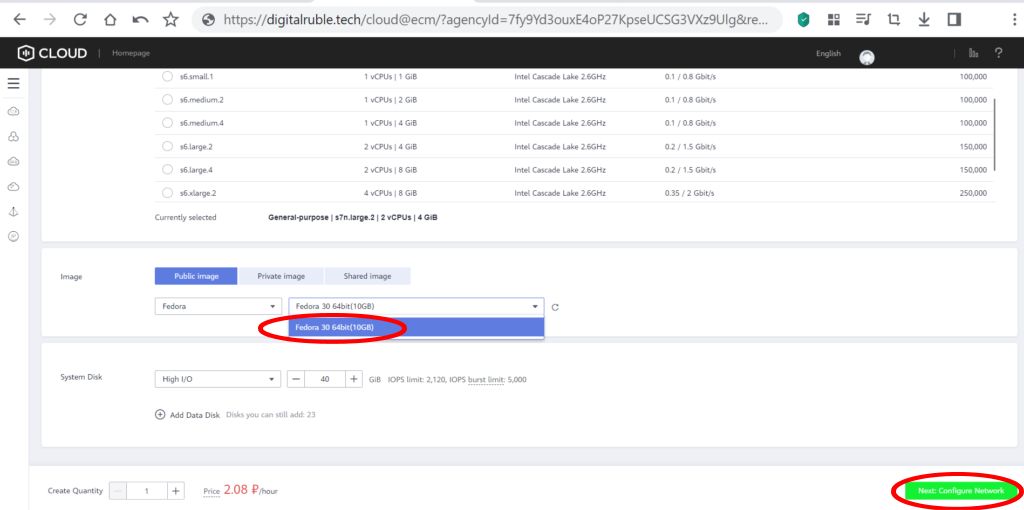 https://digitalruble.tech/cloud@ecm/?agencyId=7fy9Yd3ouxE4oP27KpseUCSG3VXz9Ulg&re...
CLOUD | Homepage English
s6.small.1 1 vCPUs | 1 GiB Intel Cascade Lake 2.6GHz 0.1 / 0.8 Gbit/s 100,000
s6.medium.2 1 vCPUs | 2 GiB Intel Cascade Lake 2.6GHz 0.1 / 0.8 Gbit/s 100,000
s6.medium.4 1 vCPUs | 4 GiB Intel Cascade Lake 2.6GHz 0.1 / 0.8 Gbit/s 100,000
s6.large.2 2 vCPUs | 4 GiB Intel Cascade Lake 2.6GHz 0.2 / 1.5 Gbit/s 150,000
s6.large.4 2 vCPUs | 8 GiB Intel Cascade Lake 2.6GHz 0.2 / 1.5 Gbit/s 150,000
s6.xlarge.2 4 vCPUs | 8 GiB Intel Cascade Lake 2.6GHz 0.35 / 2 Gbit/s 250,000
Currently selected General-purpose | s7n.large.2 | 2 vCPUs | 4 GiB
Image Public image Private image Shared image
Fedora Fedora 30 64bit(10GB)
Fedora 30 64bit(10GB)
System Disk High I/O 40 GiB IOPS limit: 2,120, IOPS burst limit: 5,000
Add Data Disk Disks you can still add: 23
Create Quantity 1 Price 2.08 ₽/hour Next: Configure Network